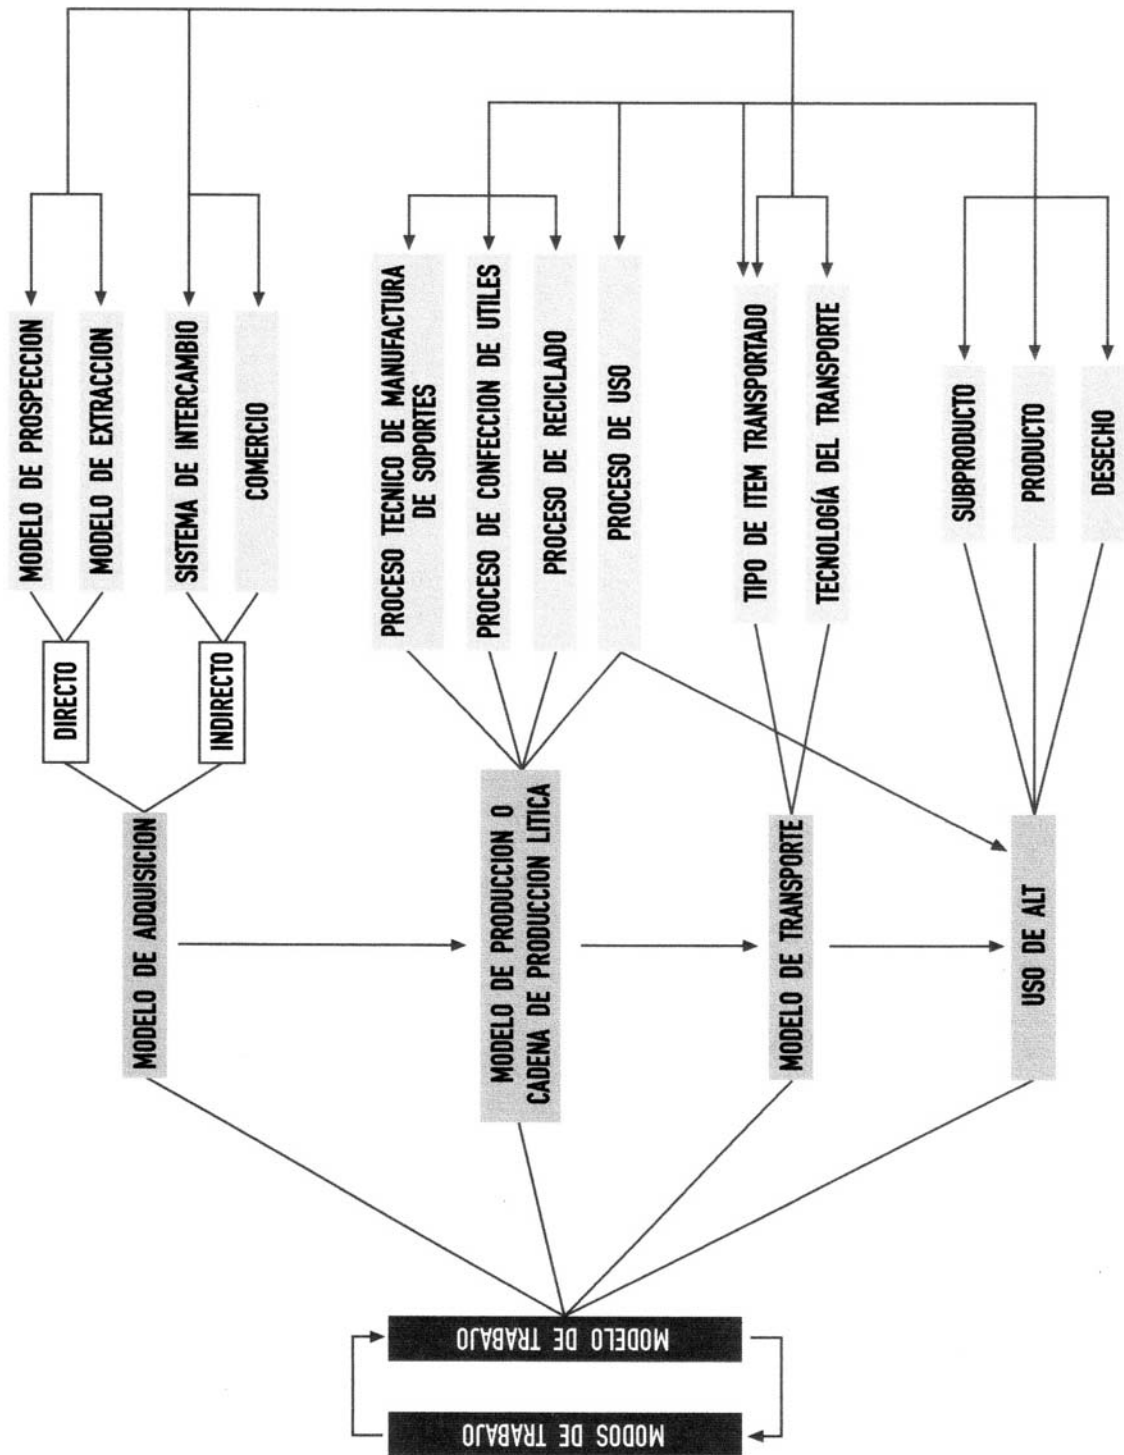 MODOS DE TRABAJO
MODELO DE TRABAJO
MODELO DE ADQUISICION
DIRECTO
MODELO DE PROSPECCION
MODELO DE EXTRACCION
INDIRECTO
SISTEMA DE INTERCAMBIO
COMERCIO
MODELO DE PRODUCCION O
CADENA DE PRODUCCION LITICA
PROCESO TECNICO DE MANUFACTURA
DE SOPORTES
PROCESO DE CONFECCION DE UTILES
PROCESO DE RECICLADO
PROCESO DE USO
MODELO DE TRANSPORTE
TIPO DE ITEM TRANSPORTADO
TECNOLOGÍA DEL TRANSPORTE
USO DE ALT
SUBPRODUCTO
PRODUCTO
DESECHO